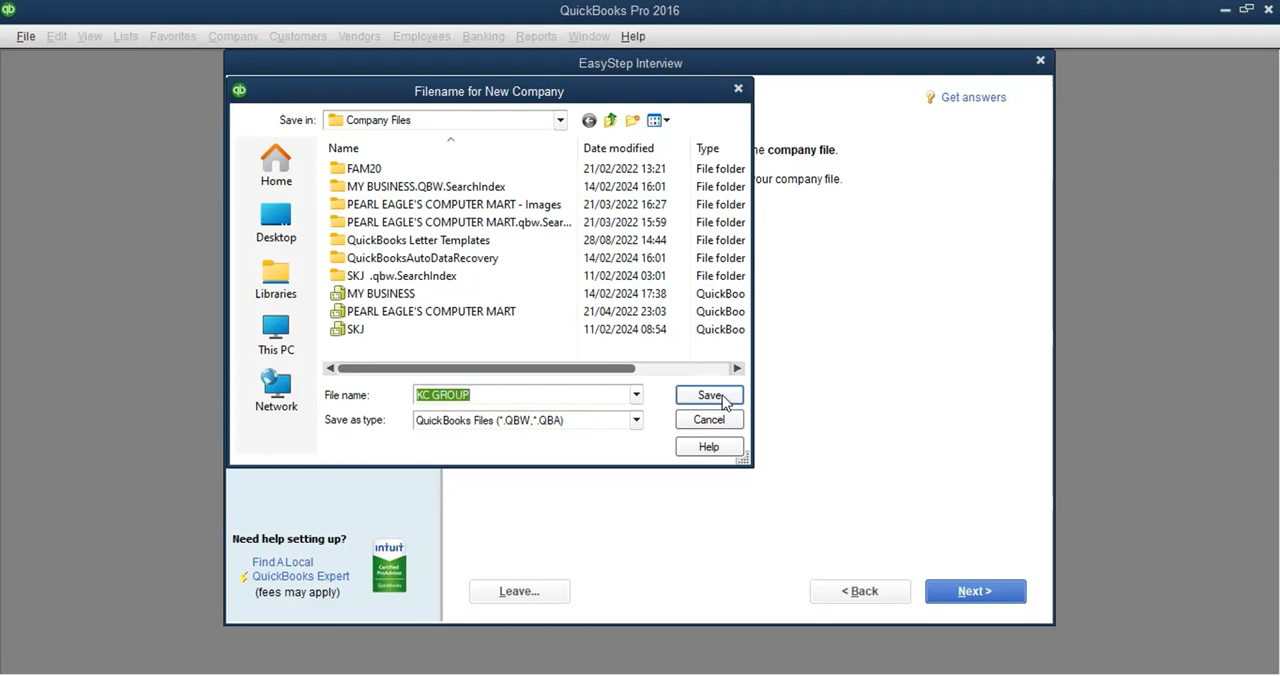 QuickBooks Pro 2016
File Edit View Lists Favorites Company Customers Vendors Employees Banking Reports Window Help
EasyStep Interview
Filename for New Company
Get answers
Save in: Company Files
Name Date modified Type
FAM20 21/02/2022 13:21 File folder
MY BUSINESS.QBW.SearchIndex 14/02/2024 16:01 File folder
PEARL EAGLE'S COMPUTER MART - Images 21/03/2022 16:27 File folder
PEARL EAGLE'S COMPUTER MART.qbw.Sear... 21/03/2022 15:59 File folder
QuickBooks Letter Templates 28/08/2022 14:44 File folder
QuickBooksAutoDataRecovery 14/02/2024 16:01 File folder
SKJ .qbw.SearchIndex 11/02/2024 03:01 File folder
MY BUSINESS 14/02/2024 17:38 QuickBoo
PEARL EAGLE'S COMPUTER MART 21/04/2022 23:03 QuickBoo
SKJ 11/02/2024 08:54 QuickBoo
Home
Desktop
Libraries
This PC
Network
File name: KC GROUP Save
Save as type: QuickBooks Files (*.QBW,*.QBA) Cancel
Help
company file.
your company file.
Need help setting up?
Find A Local
QuickBooks Expert
(fees may apply)
intuit
Certified
ProAdvisor
QuickBooks
Leave... < Back Next >